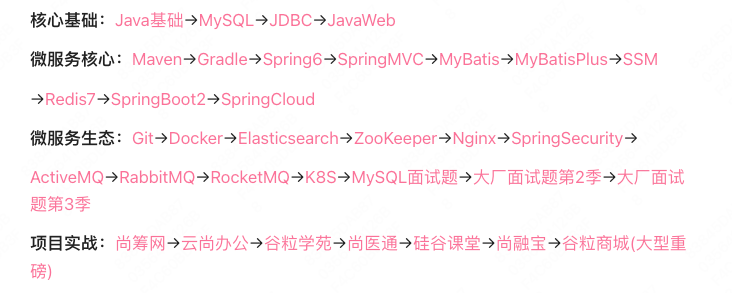 核心基础：Java基础→MySQL→JDBC→JavaWeb
微服务核心：Maven→Gradle→Spring6→SpringMVC→MyBatis→MyBatisPlus→SSM
→Redis7→SpringBoot2→SpringCloud
微服务生态：Git→Docker→Elasticsearch→ZooKeeper→Nginx→SpringSecurity→
ActiveMQ→RabbitMQ→RocketMQ→K8S→MySQL面试题→大厂面试题第2季→大厂面试
题第3季
项目实战：尚筹网→云尚办公→谷粒学苑→尚医通→硅谷课堂→尚融宝→谷粒商城(大型重
磅)